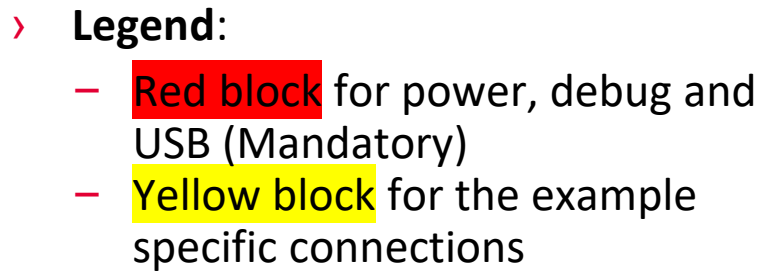 › Legend:
– Red block for power, debug and
USB (Mandatory)
– Yellow block for the example
specific connections